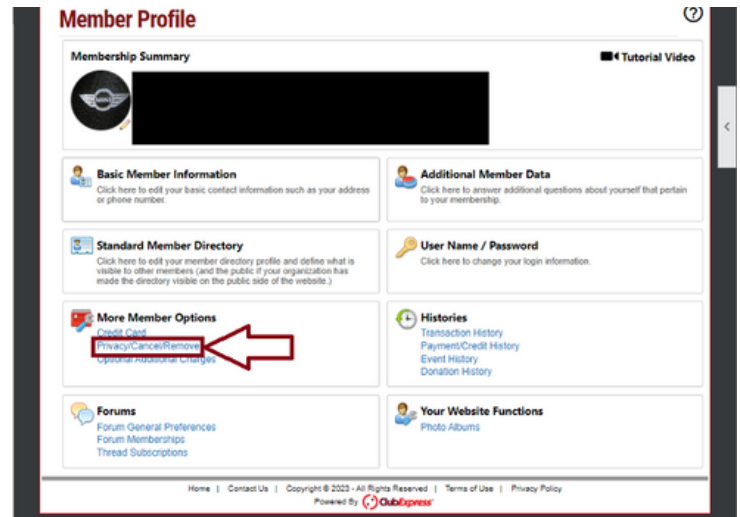 Member Profile
Membership Summary
Tutorial Video
MINI
Basic Member Information
Click here to edit your basic contact information such as your address
or phone number.
Additional Member Data
Click here to answer additional questions about yourself that pertain
to your membership.
Standard Member Directory
Click here to edit your member directory profile and define what is
visible to other members (and the public if your organization has
made the directory visible on the public side of the website.)
User Name / Password
Click here to change your login information.
More Member Options
Credit Card
Privacy/Cancel/Remove
Optional Additional Charges
Histories
Transaction History
Payment/Credit History
Event History
Donation History
Forums
Forum General Preferences
Forum Memberships
Thread Subscriptions
Your Website Functions
Photo Albums
Home | Contact Us | Copyright © 2023 - All Rights Reserved | Terms of Use | Privacy Policy
Powered By ClubExpress